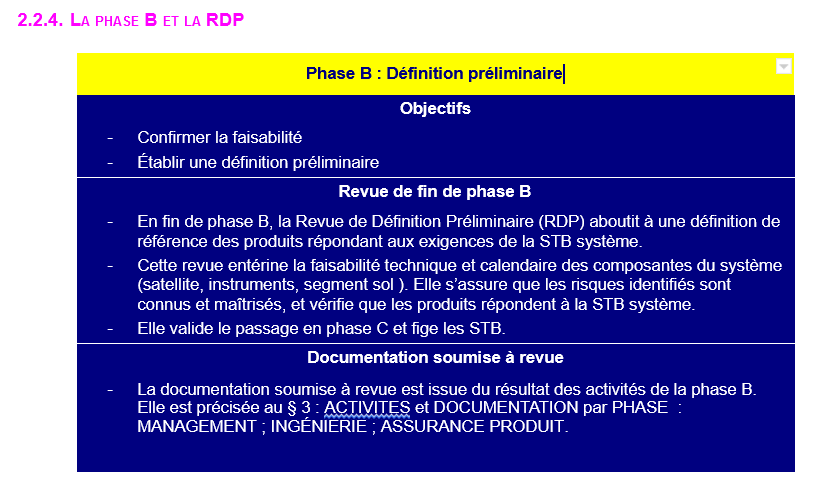 2.2.4. LA PHASE B ET LA RDP
Phase B : Définition préliminaire
Objectifs
- Confirmer la faisabilité
- Établir une définition préliminaire
Revue de fin de phase B
- En fin de phase B, la Revue de Définition Préliminaire (RDP) aboutit à une définition de
référence des produits répondant aux exigences de la STB système.
- Cette revue entérine la faisabilité technique et calendaire des composantes du système
(satellite, instruments, segment sol ). Elle s’assure que les risques identifiés sont
connus et maîtrisés, et vérifie que les produits répondent à la STB système.
- Elle valide le passage en phase C et fige les STB.
Documentation soumise à revue
- La documentation soumise à revue est issue du résultat des activités de la phase B.
Elle est précisée au § 3 : ACTIVITES et DOCUMENTATION par PHASE :
MANAGEMENT ; INGÉNIERIE ; ASSURANCE PRODUIT.